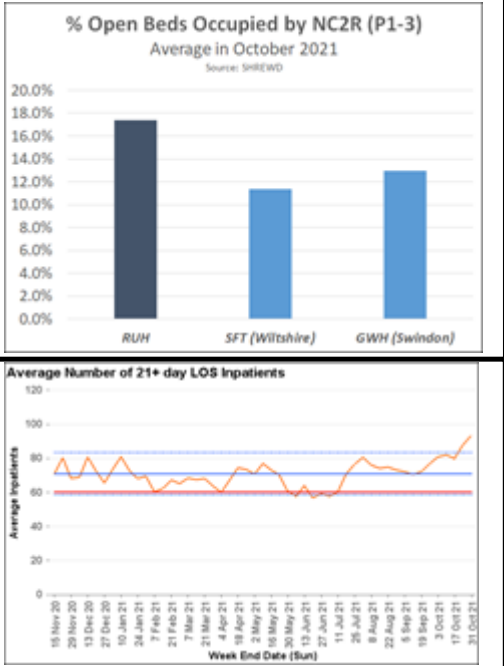 % Open Beds Occupied by NC2R (P1-3)
Average in October 2021
Source: SHREWD
20.0%
18.0%
16.0%
14.0%
12.0%
10.0%
8.0%
6.0%
4.0%
2.0%
0.0%
RUH SFT (Wiltshire) GWH (Swindon)
Average Number of 21+ day LOS Inpatients
120
100
80
60
40
20
0
Average Inpatients
15 Nov 20
29 Nov 20
13 Dec 20
27 Dec 20
10 Jan 21
24 Jan 21
7 Feb 21
21 Feb 21
7 Mar 21
21 Mar 21
4 Apr 21
18 Apr 21
2 May 21
16 May 21
30 May 21
13 Jun 21
27 Jun 21
11 Jul 21
25 Jul 21
8 Aug 21
22 Aug 21
5 Sep 21
19 Sep 21
3 Oct 21
17 Oct 21
31 Oct 21
Week End Date (Sun)